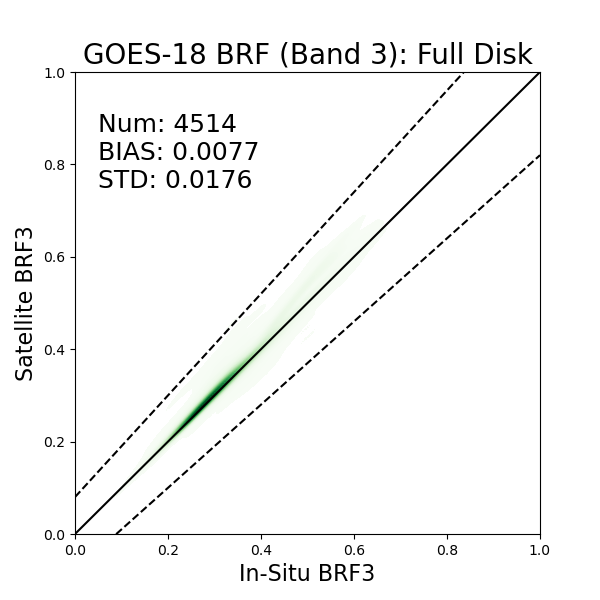 GOES-18 BRF (Band 3): Full Disk
1.0
Num: 4514
BIAS: 0.0077
STD: 0.0176
0.8
0.6
Satellite BRF3
0.4
0.2
0.0
0.0 0.2 0.4 0.6 0.8 1.0
In-Situ BRF3